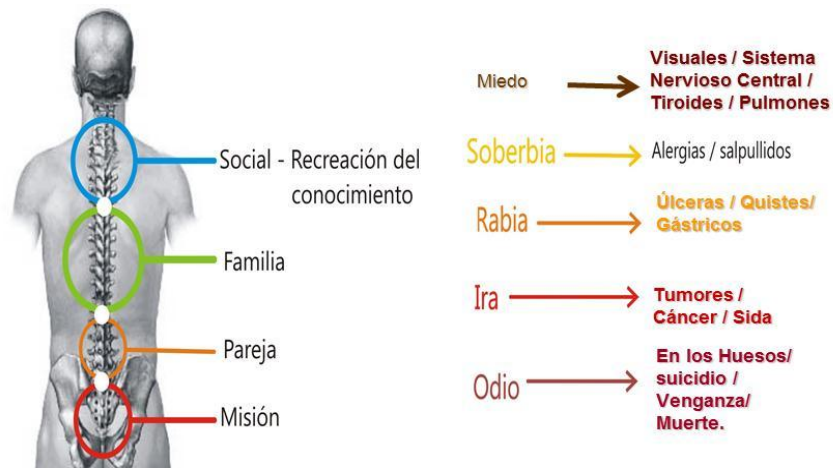 Social - Recreación del
conocimiento
Familia
Pareja
Misión
Miedo
Visuales / Sistema
Nervioso Central /
Tiroides / Pulmones
Soberbia
Alergias / salpullidos
Rabia
Úlceras / Quistes/
Gástricos
Ira
Tumores /
Cáncer / Sida
Odio
En los Huesos/
suicidio /
Venganza/
Muerte.